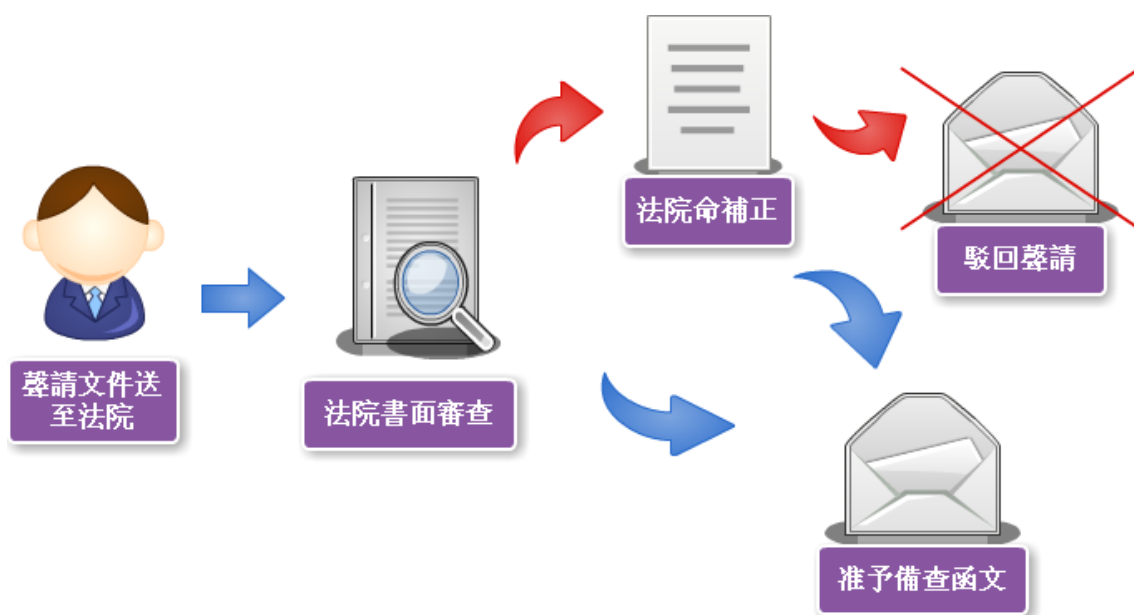 聲請文件送
至法院
法院書面審查
法院命補正
駁回聲請
准予備查函文